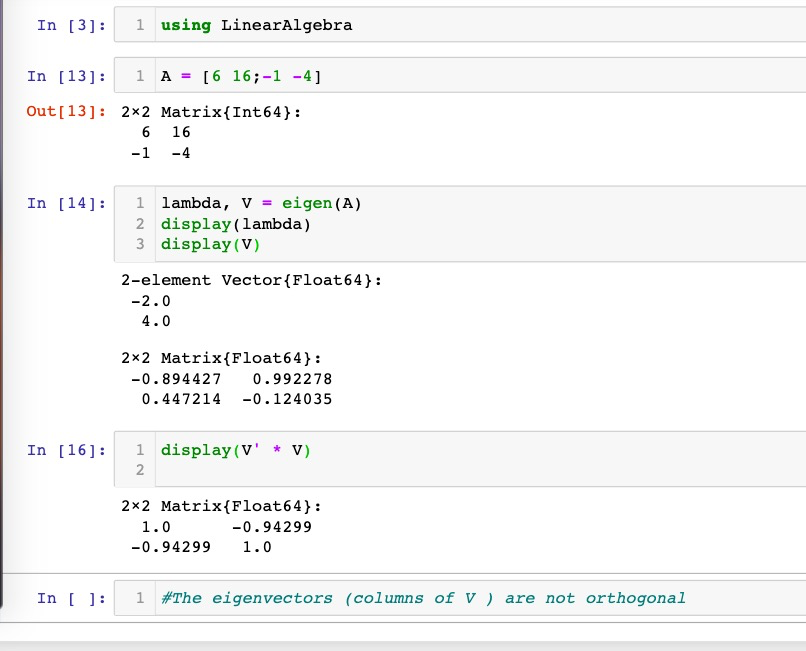 In [3]: 1 using LinearAlgebra
In [13]: 1 A = [6 16;-1 -4]
Out[13]: 2×2 Matrix{Int64}:
6 16
-1 -4
In [14]: 1 lambda, V = eigen(A)
2 display(lambda)
3 display(V)
2-element Vector{Float64}:
-2.0
4.0
2×2 Matrix{Float64}:
-0.894427 0.992278
0.447214 -0.124035
In [16]: 1 display(V' * V)
2
2×2 Matrix{Float64}:
1.0 -0.94299
-0.94299 1.0
In [ ]: 1 #The eigenvectors (columns of V ) are not orthogonal